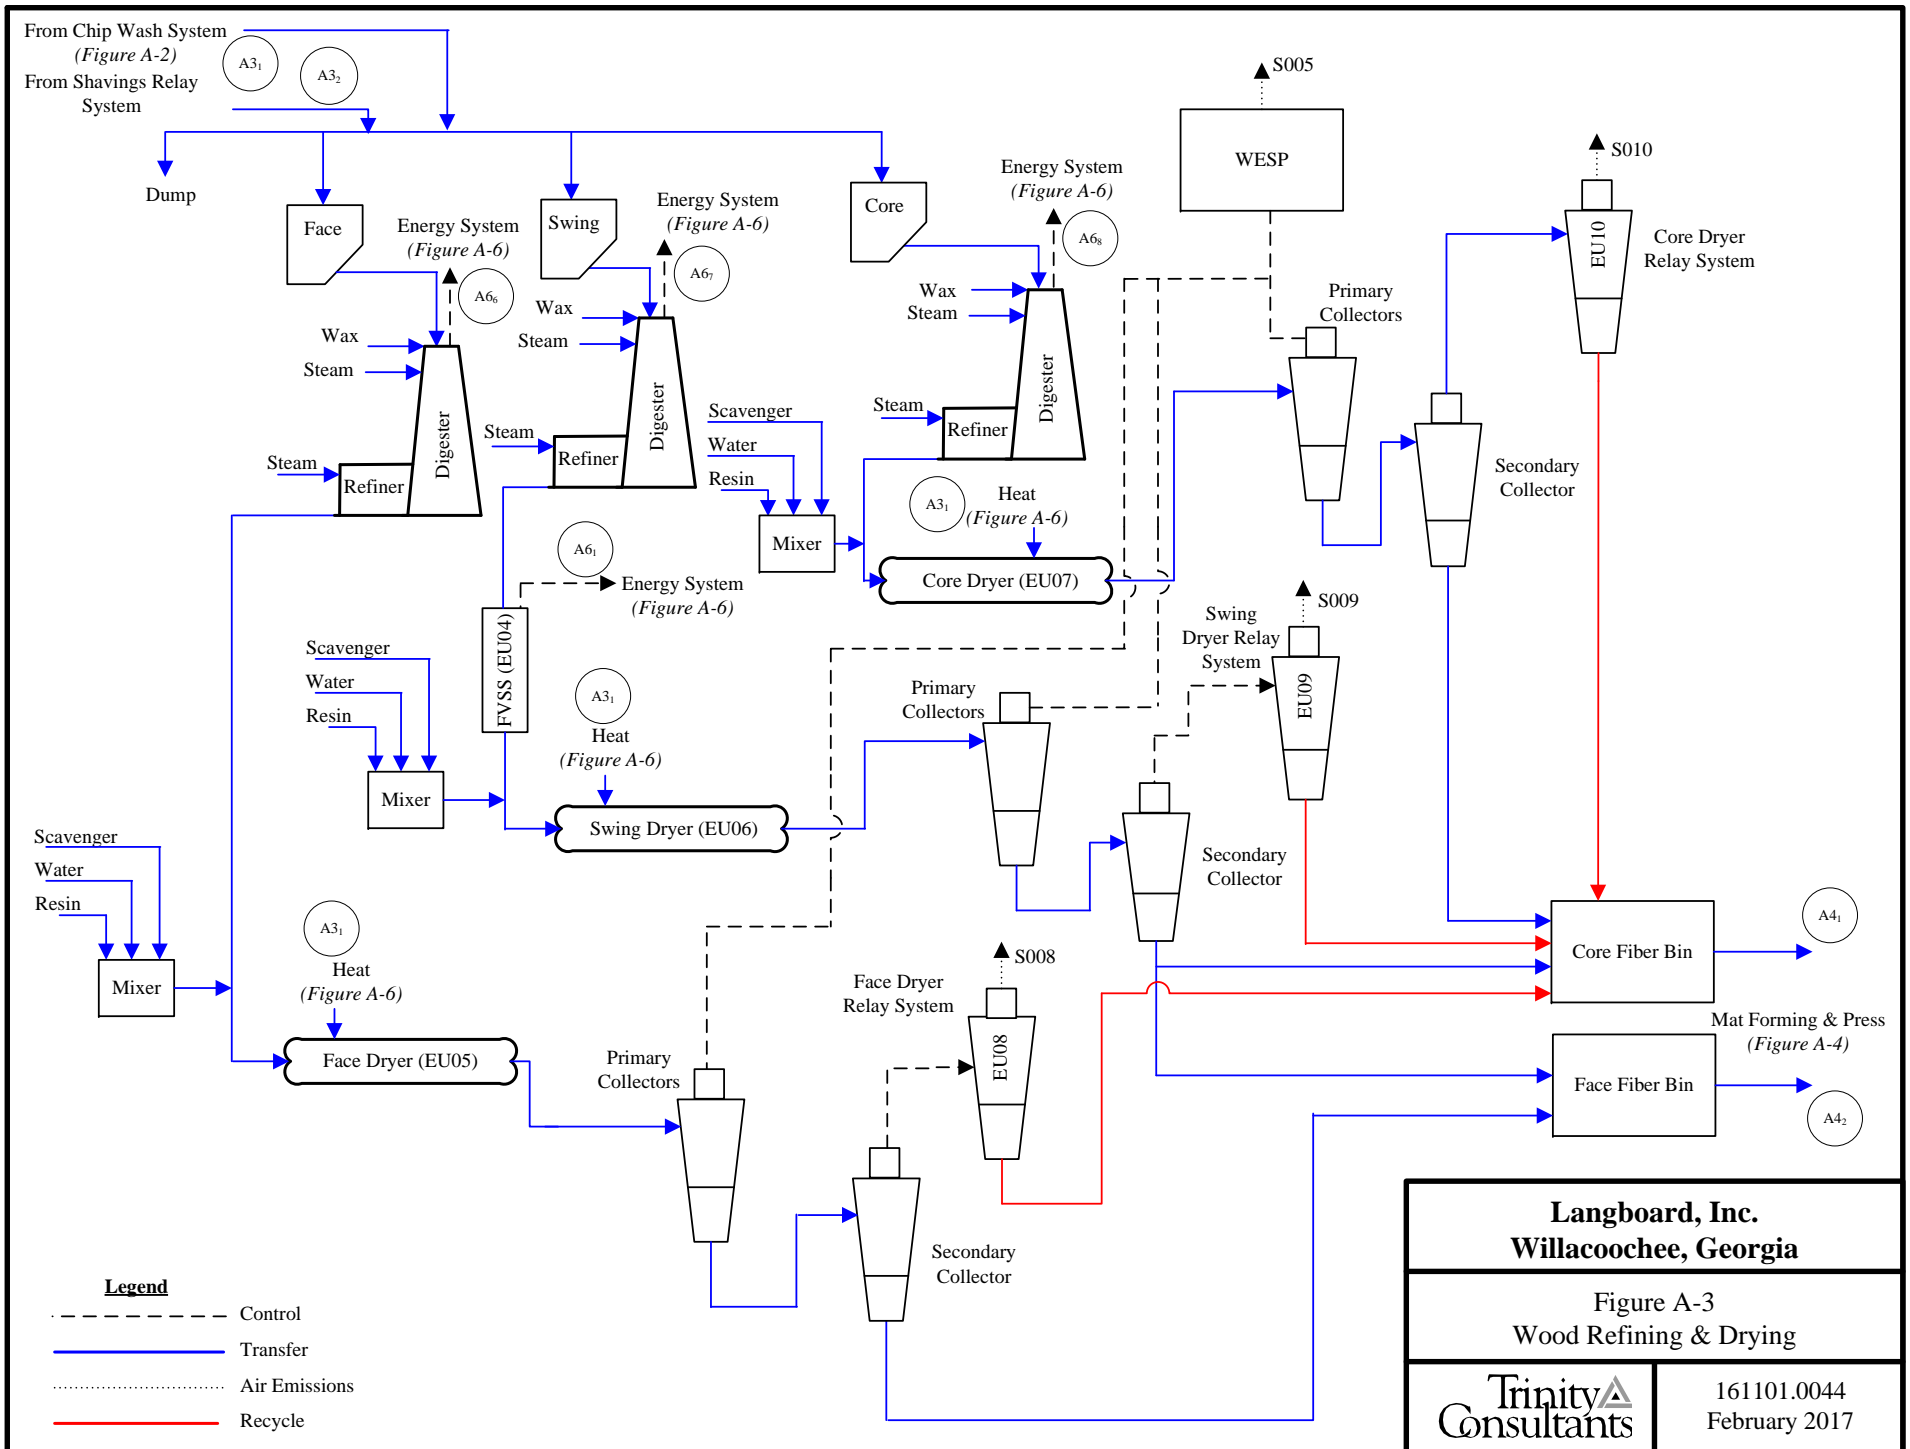 From Chip Wash System
(Figure A-2)
From Shavings Relay
System
A3₁
A3₂
Dump
Face
Swing
Core
Energy System
(Figure A-6)
A6₆
Energy System
(Figure A-6)
A6₇
Energy System
(Figure A-6)
A6₈
Wax
Steam
Digester
Steam
Refiner
Wax
Steam
Digester
Steam
Refiner
Wax
Steam
Digester
Steam
Refiner
WESP
S005
S010
EU10
Core Dryer
Relay System
Primary
Collectors
Secondary
Collector
Scavenger
Water
Resin
Mixer
A3₁
Heat
(Figure A-6)
Core Dryer (EU07)
A6₁
Energy System
(Figure A-6)
FVSS (EU04)
Scavenger
Water
Resin
Mixer
A3₁
Heat
(Figure A-6)
Swing Dryer (EU06)
Primary
Collectors
Swing
Dryer Relay
System
S009
EU09
Secondary
Collector
Scavenger
Water
Resin
Mixer
A3₁
Heat
(Figure A-6)
Face Dryer (EU05)
Primary
Collectors
Face Dryer
Relay System
S008
EU08
Secondary
Collector
Core Fiber Bin
A4₁
Mat Forming & Press
(Figure A-4)
Face Fiber Bin
A4₂
Legend
Control
Transfer
Air Emissions
Recycle
Langboard, Inc.
Willacoochee, Georgia
Figure A-3
Wood Refining & Drying
Trinity
Consultants
161101.0044
February 2017